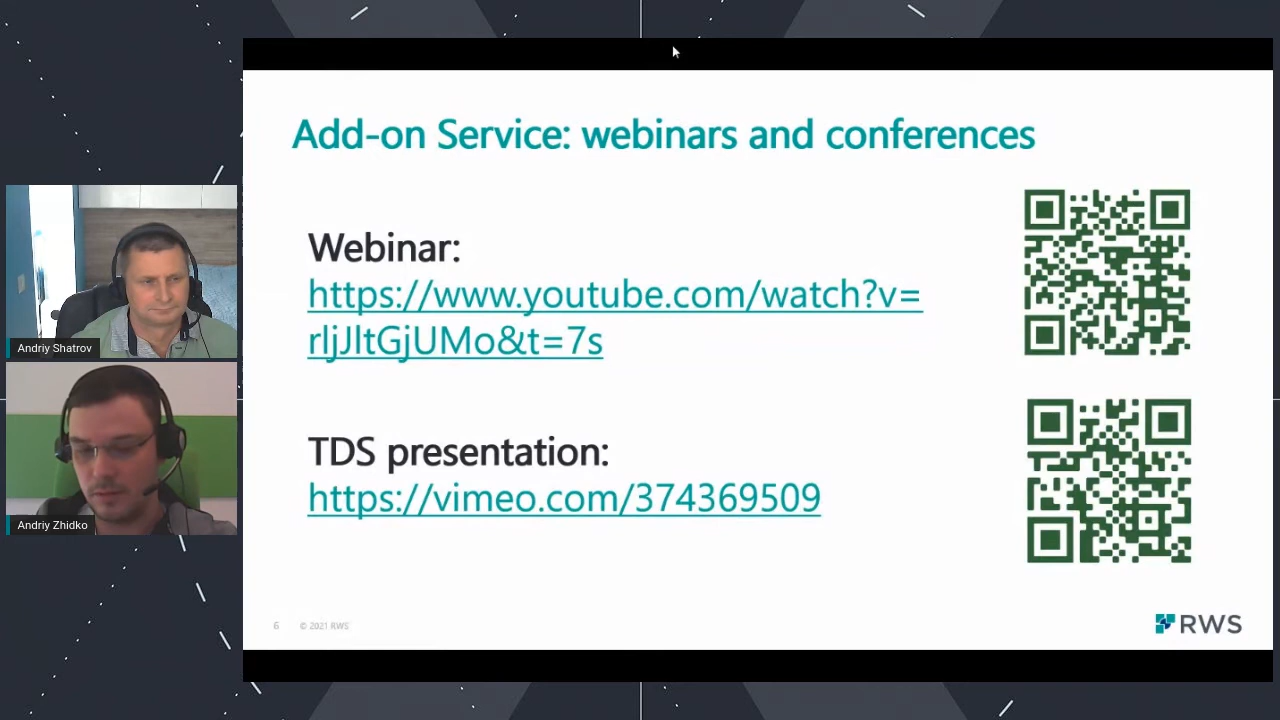 Add-on Service: webinars and conferences
Webinar:
https://www.youtube.com/watch?v=
rljJltGjUMo&t=7s
TDS presentation:
https://vimeo.com/374369509
Andriy Shatrov
Andriy Zhidko
6 © 2021 RWS
RWS